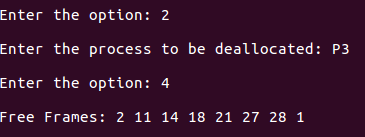 Enter the option: 2
Enter the process to be deallocated: P3
Enter the option: 4
Free Frames: 2 11 14 18 21 27 28 1